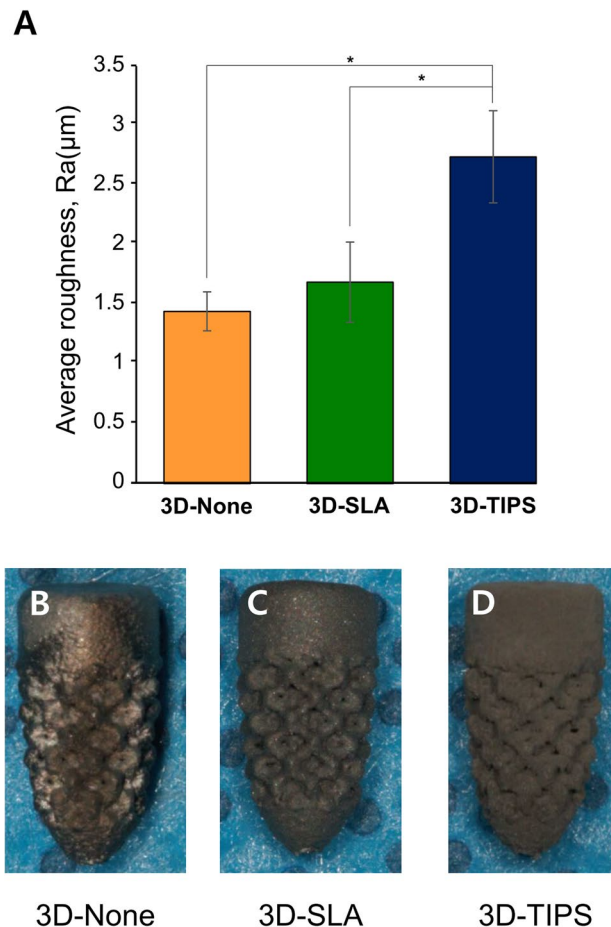 A
*
*
Average roughness, Ra(μm)
3.5
3
2.5
2
1.5
1
0.5
0
3D-None 3D-SLA 3D-TIPS
B C D
3D-None 3D-SLA 3D-TIPS